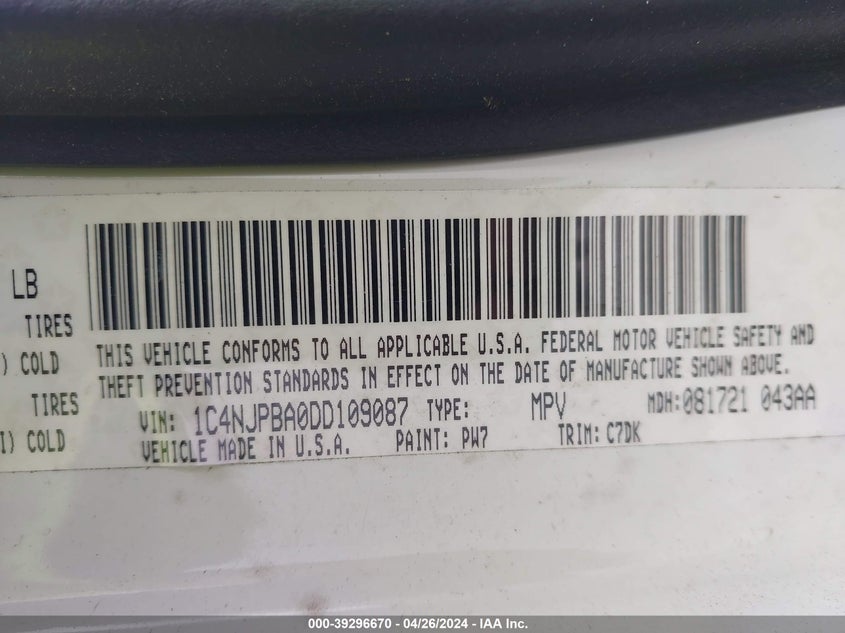 LB
TIRES
) COLD
TIRES
I) COLD
THIS VEHICLE CONFORMS TO ALL APPLICABLE U.S.A. FEDERAL MOTOR VEHICLE SAFETY AND
THEFT PREVENTION STANDARDS IN EFFECT ON THE DATE OF MANUFACTURE SHOWN ABOVE.
VIN: 1C4NJPBA0DD109087 TYPE: MPV MDH:081721 043AA
VEHICLE MADE IN U.S.A. PAINT: PW7 TRIM: C7DK
000-39296670 - 04/26/2024 - IAA Inc.